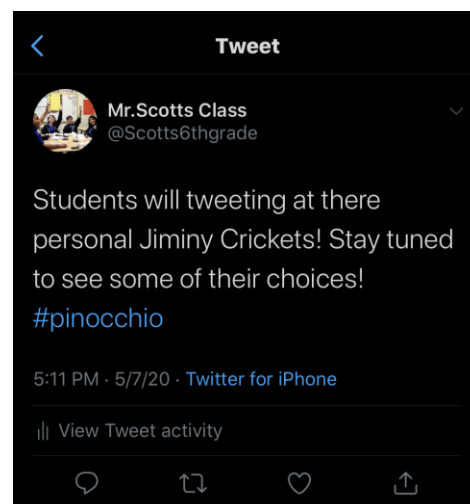 Tweet
Mr.Scotts Class
@Scotts6thgrade
Students will tweeting at there
personal Jiminy Crickets! Stay tuned
to see some of their choices!
#pinocchio
5:11 PM · 5/7/20 · Twitter for iPhone
View Tweet activity